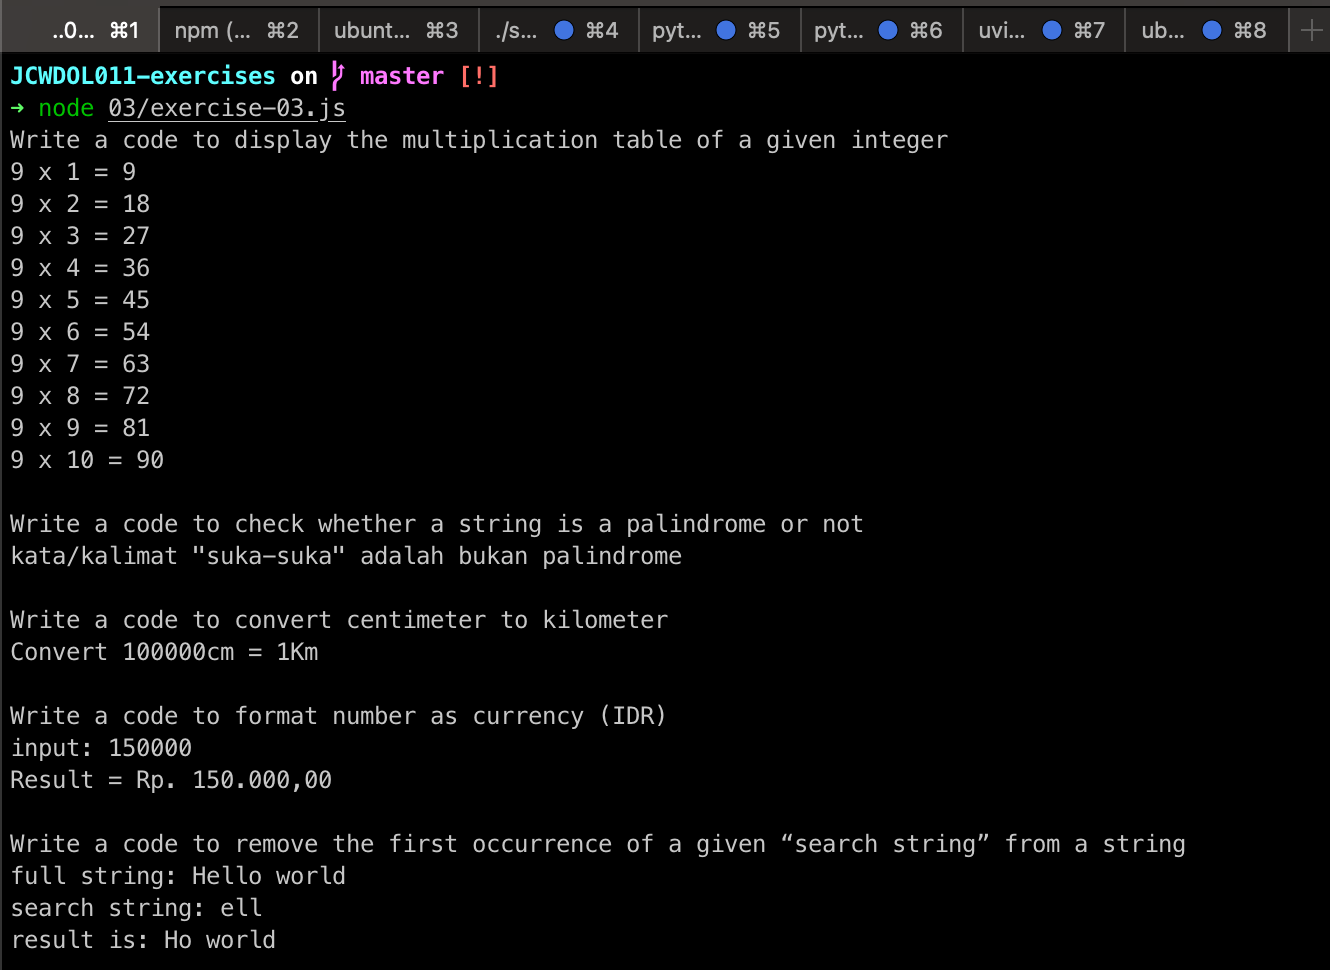 ..0... ⌘1 npm (... ⌘2 ubunt... ⌘3 ./s... ⌘4 pyt... ⌘5 pyt... ⌘6 uvi... ⌘7 ub... ⌘8
JCWDOL011-exercises on master [!]
→ node 03/exercise-03.js
Write a code to display the multiplication table of a given integer
9 x 1 = 9
9 x 2 = 18
9 x 3 = 27
9 x 4 = 36
9 x 5 = 45
9 x 6 = 54
9 x 7 = 63
9 x 8 = 72
9 x 9 = 81
9 x 10 = 90
Write a code to check whether a string is a palindrome or not
kata/kalimat "suka-suka" adalah bukan palindrome
Write a code to convert centimeter to kilometer
Convert 100000cm = 1Km
Write a code to format number as currency (IDR)
input: 150000
Result = Rp. 150.000,00
Write a code to remove the first occurrence of a given “search string” from a string
full string: Hello world
search string: ell
result is: Ho world